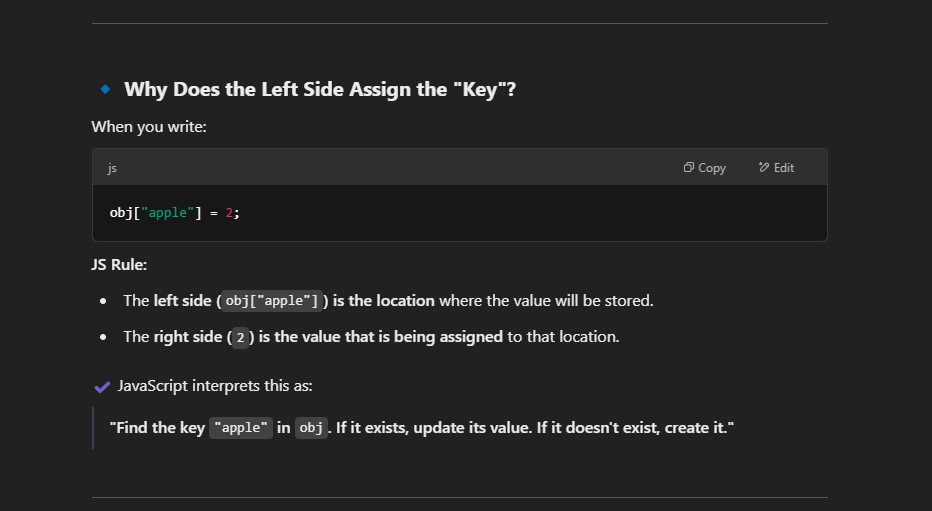 Why Does the Left Side Assign the "Key"?
When you write:
js
Copy
Edit
obj["apple"] = 2;
JS Rule:
• The left side (obj["apple"]) is the location where the value will be stored.
• The right side (2) is the value that is being assigned to that location.
JavaScript interprets this as:
"Find the key "apple" in obj. If it exists, update its value. If it doesn't exist, create it."